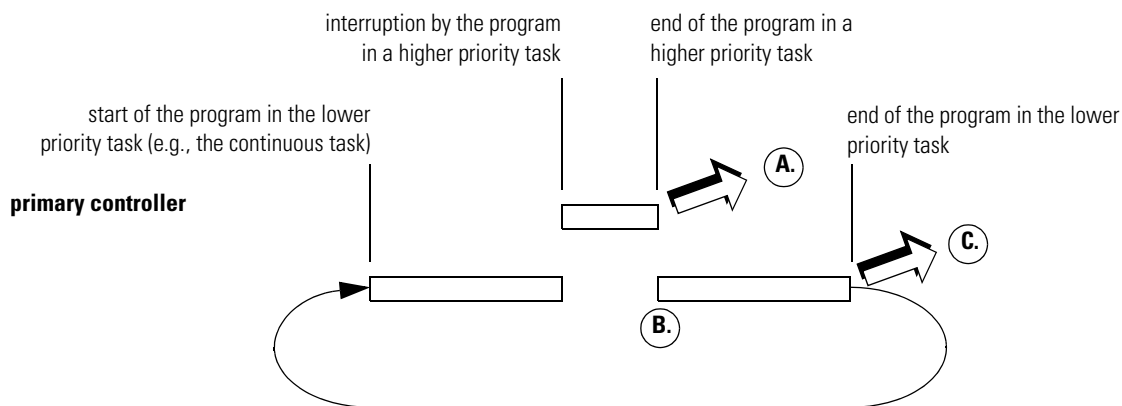 interruption by the program
in a higher priority task
end of the program in a
higher priority task
start of the program in the lower
priority task (e.g., the continuous task)
end of the program in the lower
priority task
A.
primary controller
C.
B.